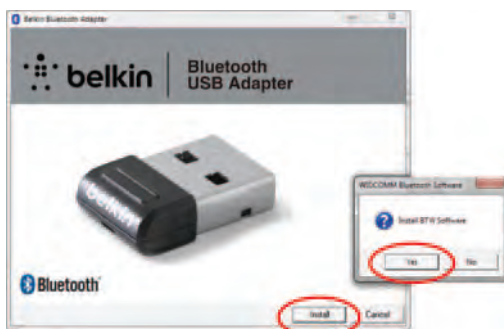 Belkin Bluetooth Adapter
belkin
Bluetooth
USB Adapter
belkin
WIDCOMM Bluetooth Software
Install BTW Software
Yes
No
Bluetooth
Install
Cancel